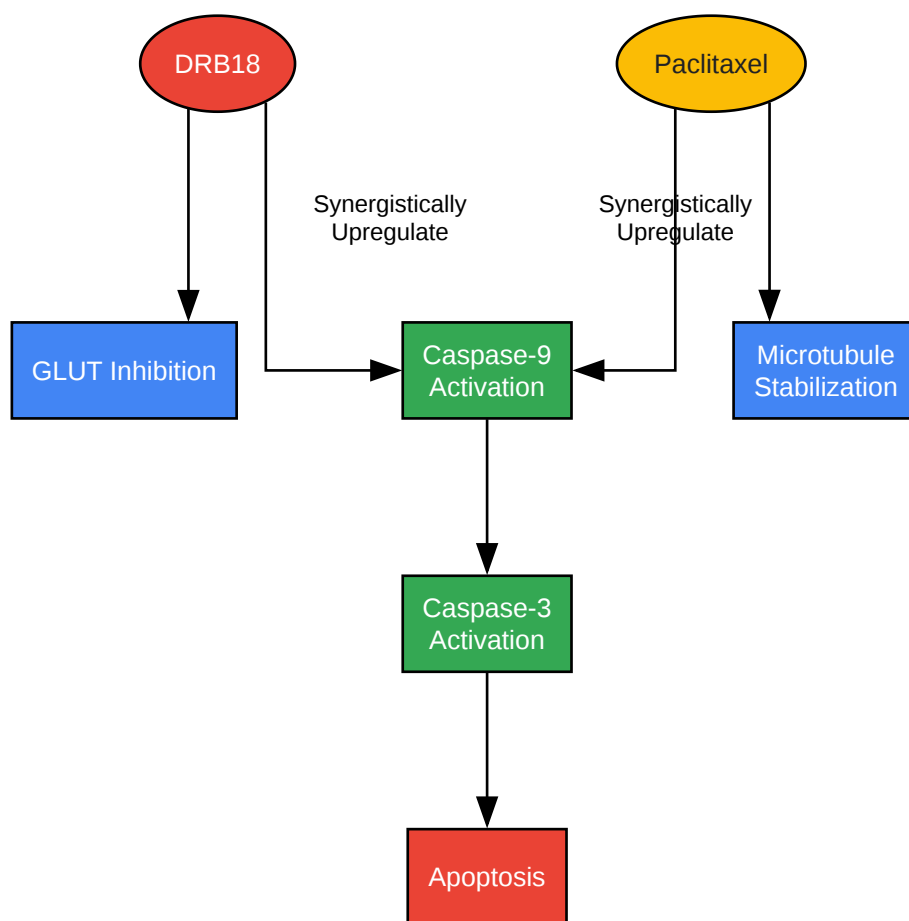 DRB18
Paclitaxel
Synergistically
Upregulate
Synergistically
Upregulate
GLUT Inhibition
Caspase-9
Activation
Microtubule
Stabilization
Caspase-3
Activation
Apoptosis